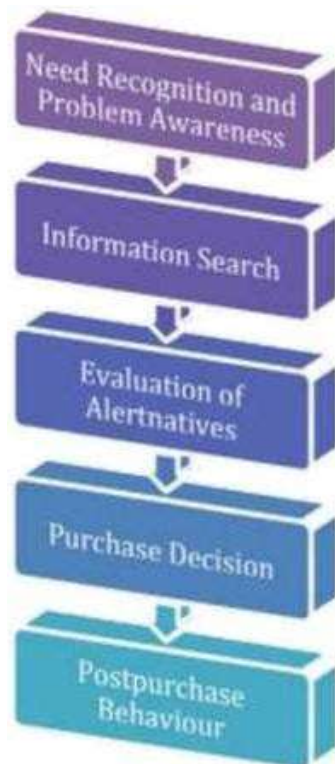 Need Recognition and
Problem Awareness
Information Search
Evaluation of
Alertnatives
Purchase Decision
Postpurchase
Behaviour